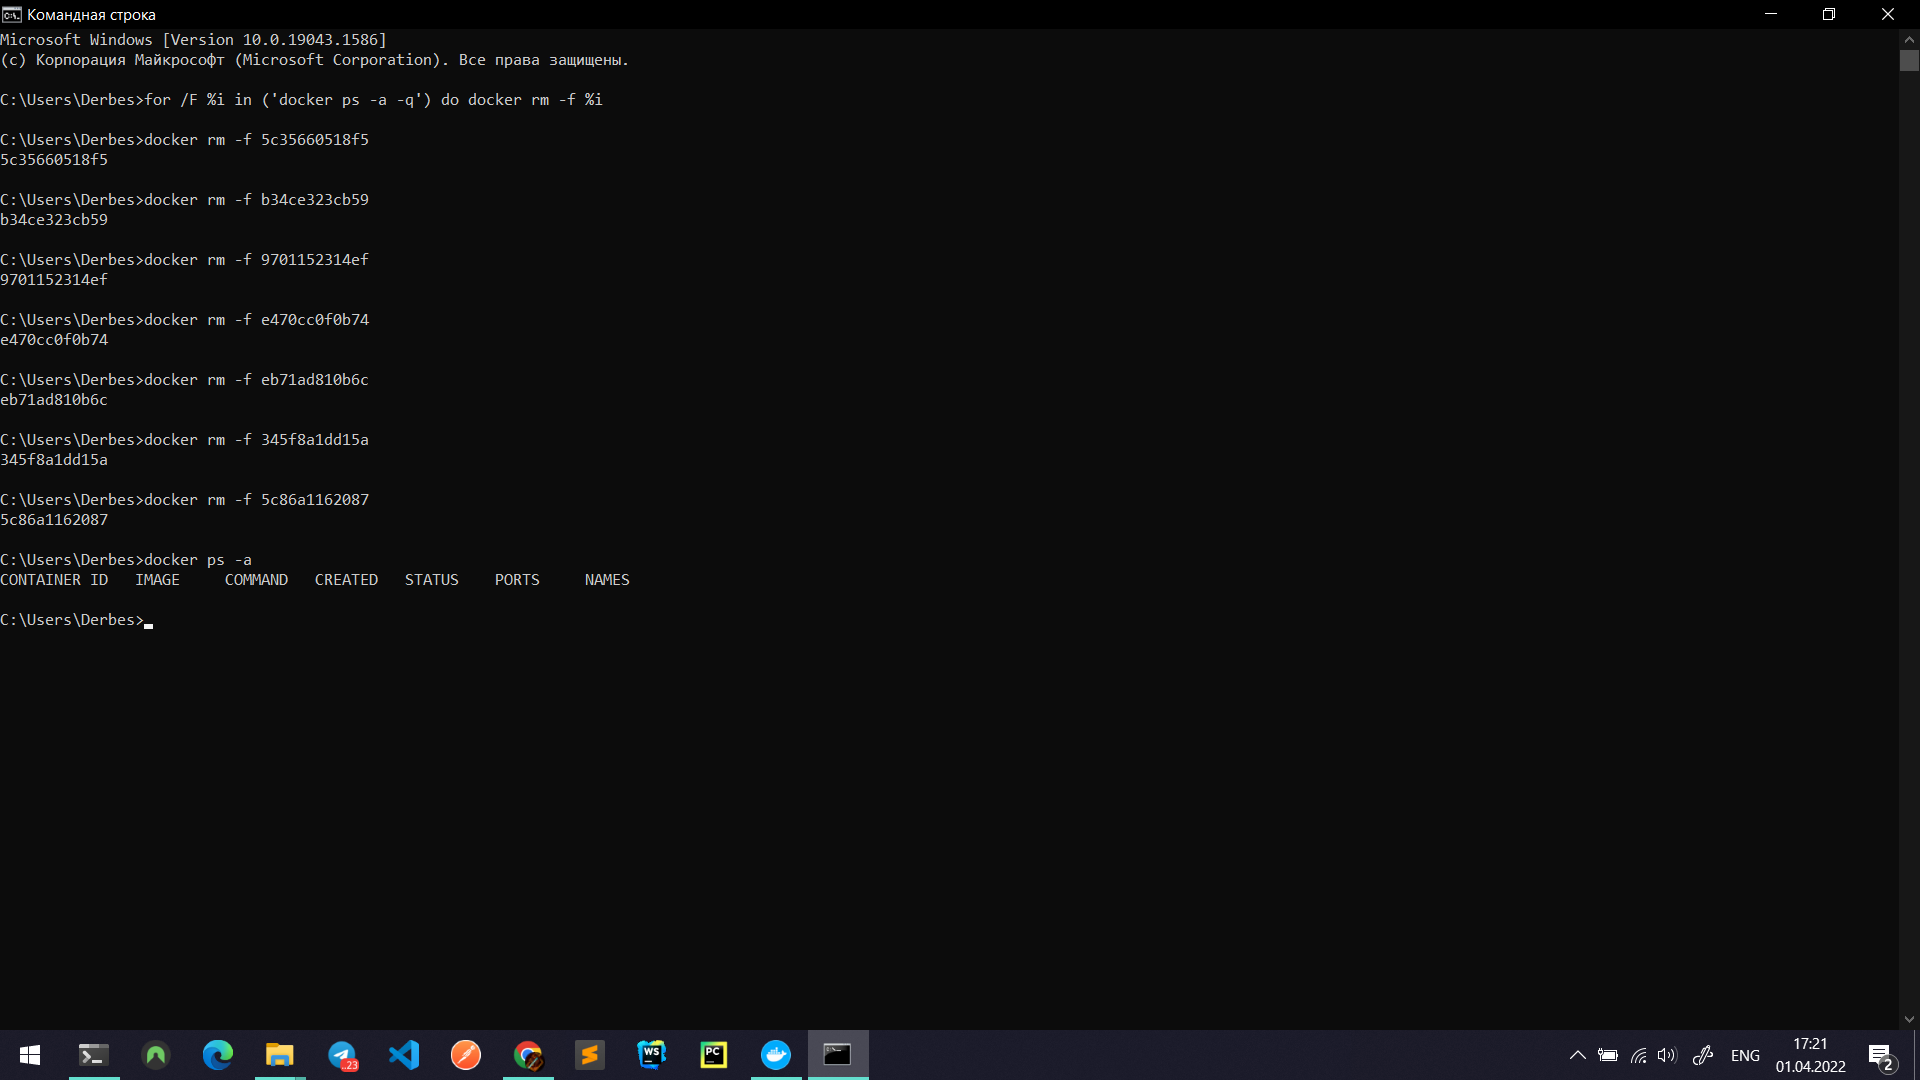 Командная строка
Microsoft Windows [Version 10.0.19043.1586]
(c) Корпорация Майкрософт (Microsoft Corporation). Все права защищены.
C:\Users\Derbes>for /F %i in ('docker ps -a -q') do docker rm -f %i
C:\Users\Derbes>docker rm -f 5c35660518f5
5c35660518f5
C:\Users\Derbes>docker rm -f b34ce323cb59
b34ce323cb59
C:\Users\Derbes>docker rm -f 9701152314ef
9701152314ef
C:\Users\Derbes>docker rm -f e470cc0f0b74
e470cc0f0b74
C:\Users\Derbes>docker rm -f eb71ad810b6c
eb71ad810b6c
C:\Users\Derbes>docker rm -f 345f8a1dd15a
345f8a1dd15a
C:\Users\Derbes>docker rm -f 5c86a1162087
5c86a1162087
C:\Users\Derbes>docker ps -a
CONTAINER ID   IMAGE     COMMAND   CREATED   STATUS    PORTS     NAMES
C:\Users\Derbes>
..23
WS
PC
ENG
17:21
01.04.2022
2